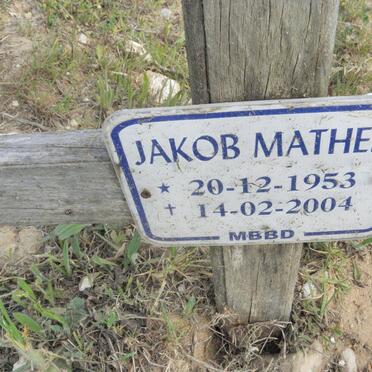 JAKOB MATHE
★ 20-12-1953
✝ 14-02-2004
MBBD